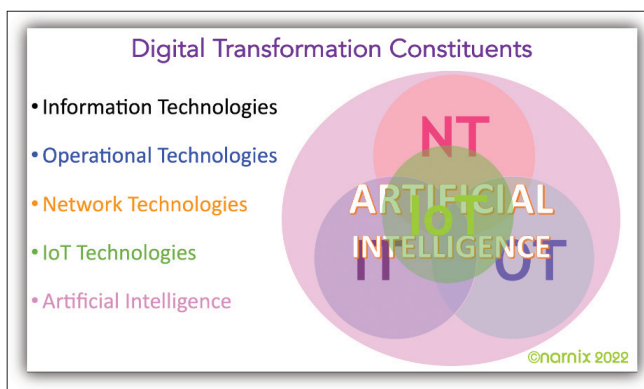 Digital Transformation Constituents
• Information Technologies
• Operational Technologies
• Network Technologies
• IoT Technologies
• Artificial Intelligence
NT
ARTIFICIAL
IoT
INTELLIGENCE
IT OT
©narnix 2022